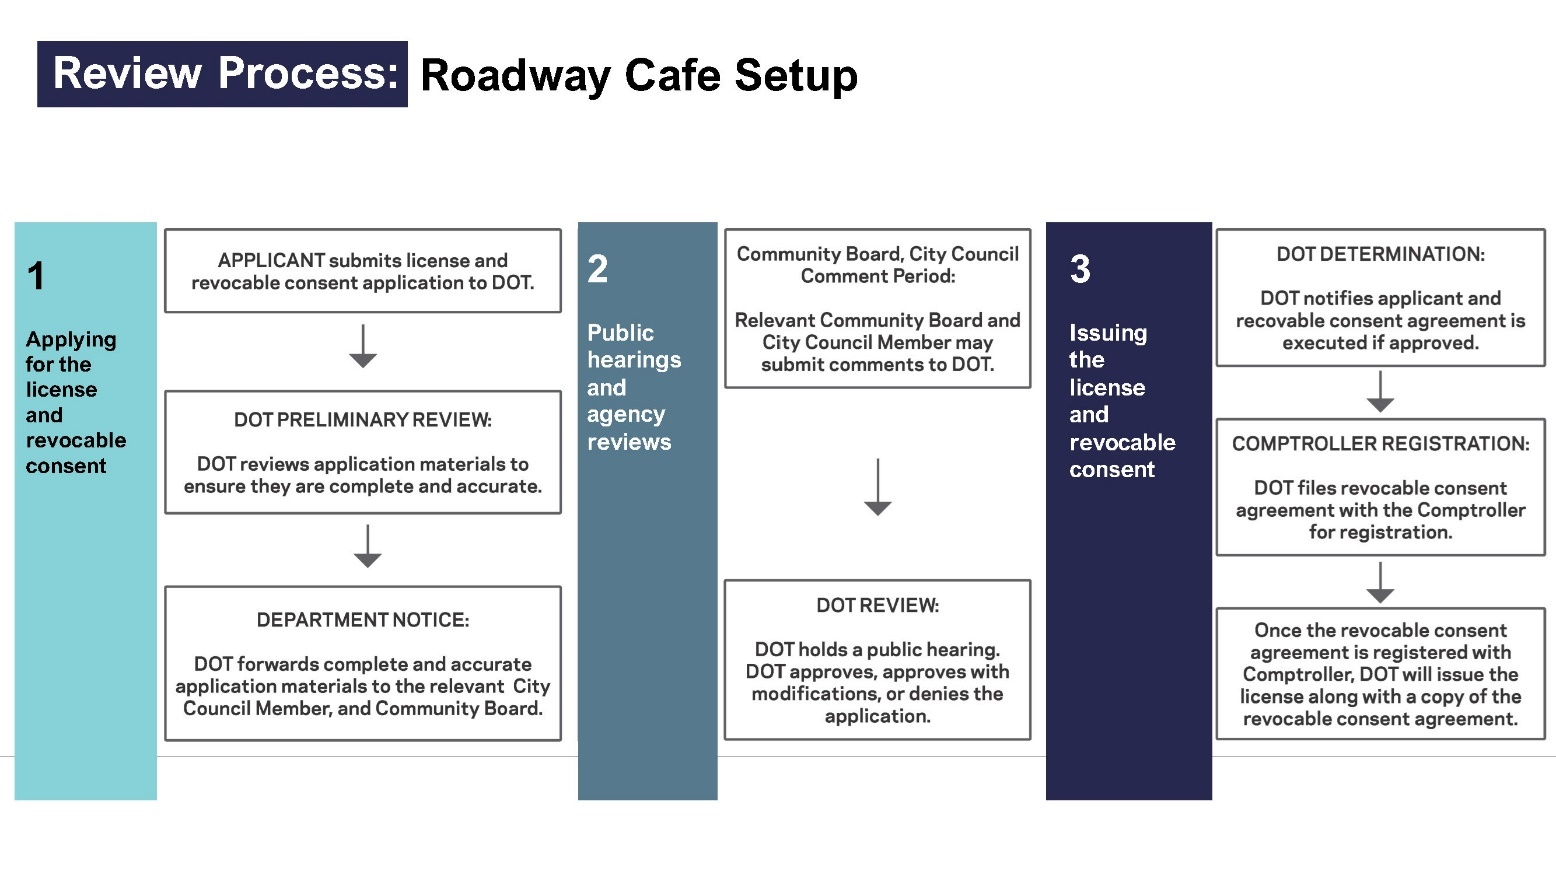 Review Process: Roadway Cafe Setup
1
Applying
for the
license
and
revocable
consent
APPLICANT submits license and
revocable consent application to DOT.
DOT PRELIMINARY REVIEW:
DOT reviews application materials to
ensure they are complete and accurate.
DEPARTMENT NOTICE:
DOT forwards complete and accurate
application materials to the relevant City
Council Member, and Community Board.
2
Public
hearings
and
agency
reviews
Community Board, City Council
Comment Period:
Relevant Community Board and
City Council Member may
submit comments to DOT.
DOT REVIEW:
DOT holds a public hearing.
DOT approves, approves with
modifications, or denies the
application.
3
Issuing
the
license
and
revocable
consent
DOT DETERMINATION:
DOT notifies applicant and
recovable consent agreement is
executed if approved.
COMPTROLLER REGISTRATION:
DOT files revocable consent
agreement with the Comptroller
for registration.
Once the revocable consent
agreement is registered with
Comptroller, DOT will issue the
license along with a copy of the
revocable consent agreement.